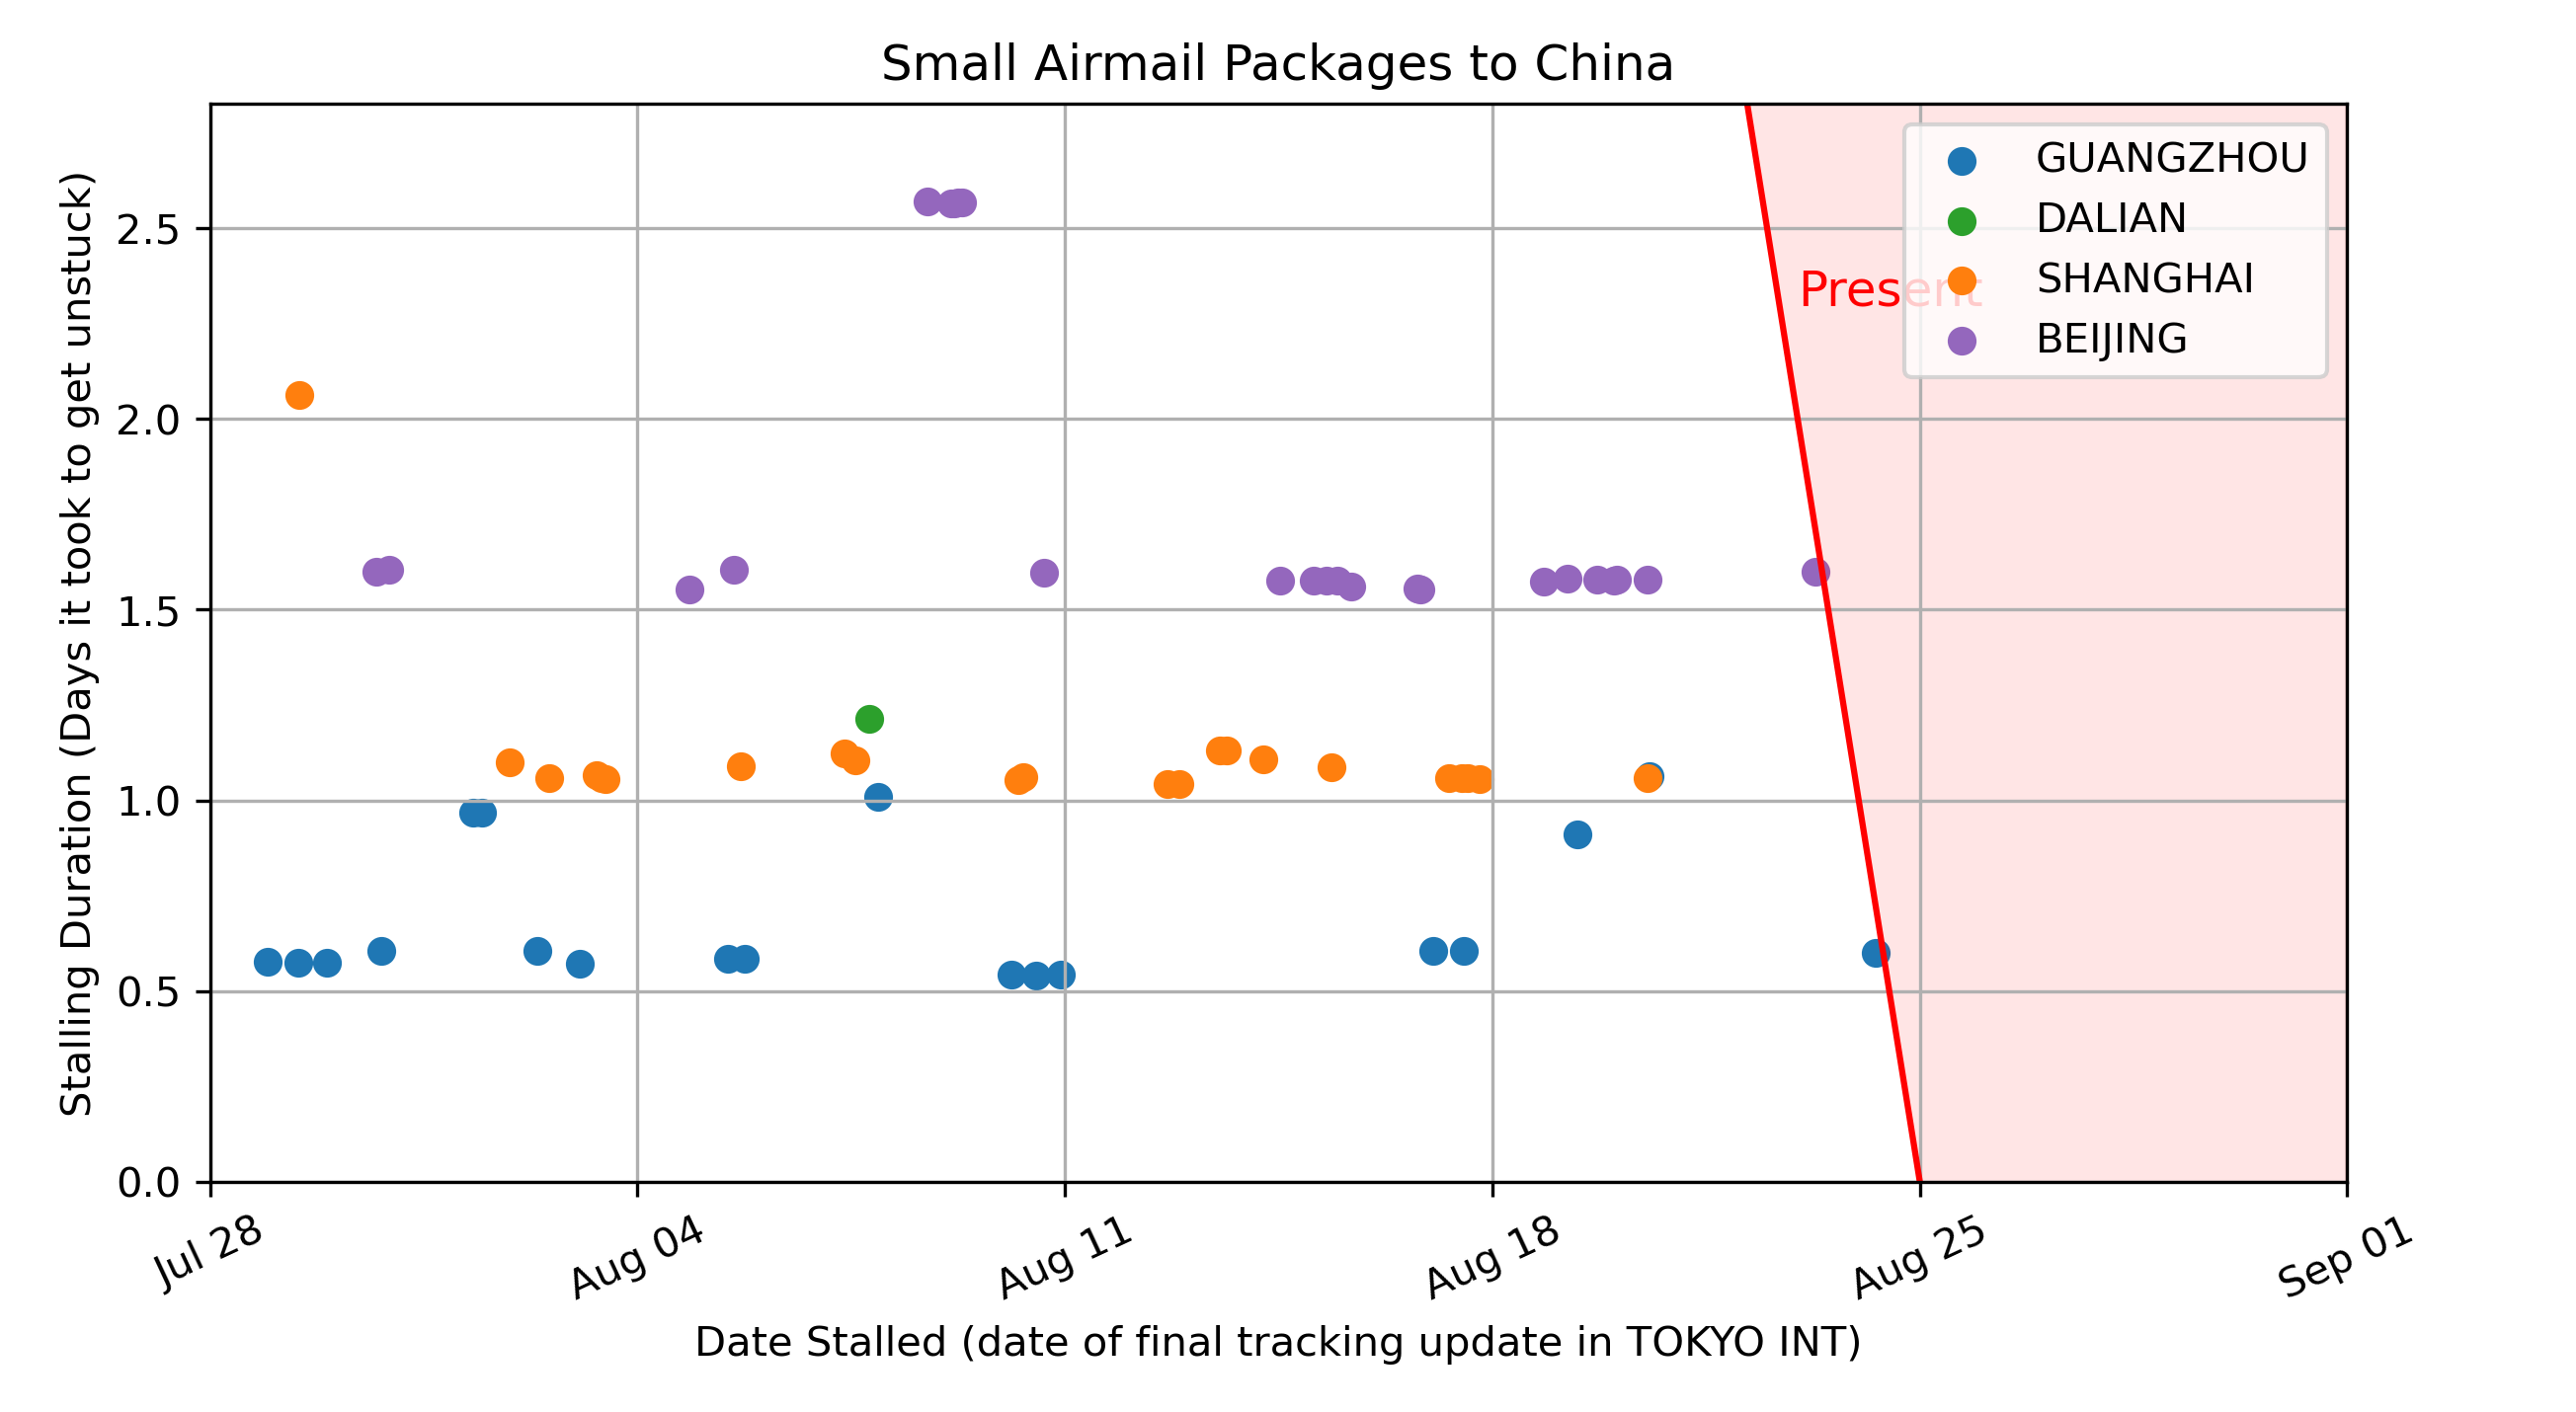 Small Airmail Packages to China
Stalling Duration (Days it took to get unstuck)
2.5
2.0
1.5
1.0
0.5
0.0
Present
GUANGZHOU
DALIAN
SHANGHAI
BEIJING
Jul 28
Aug 04
Aug 11
Aug 18
Aug 25
Sep 01
Date Stalled (date of final tracking update in TOKYO INT)